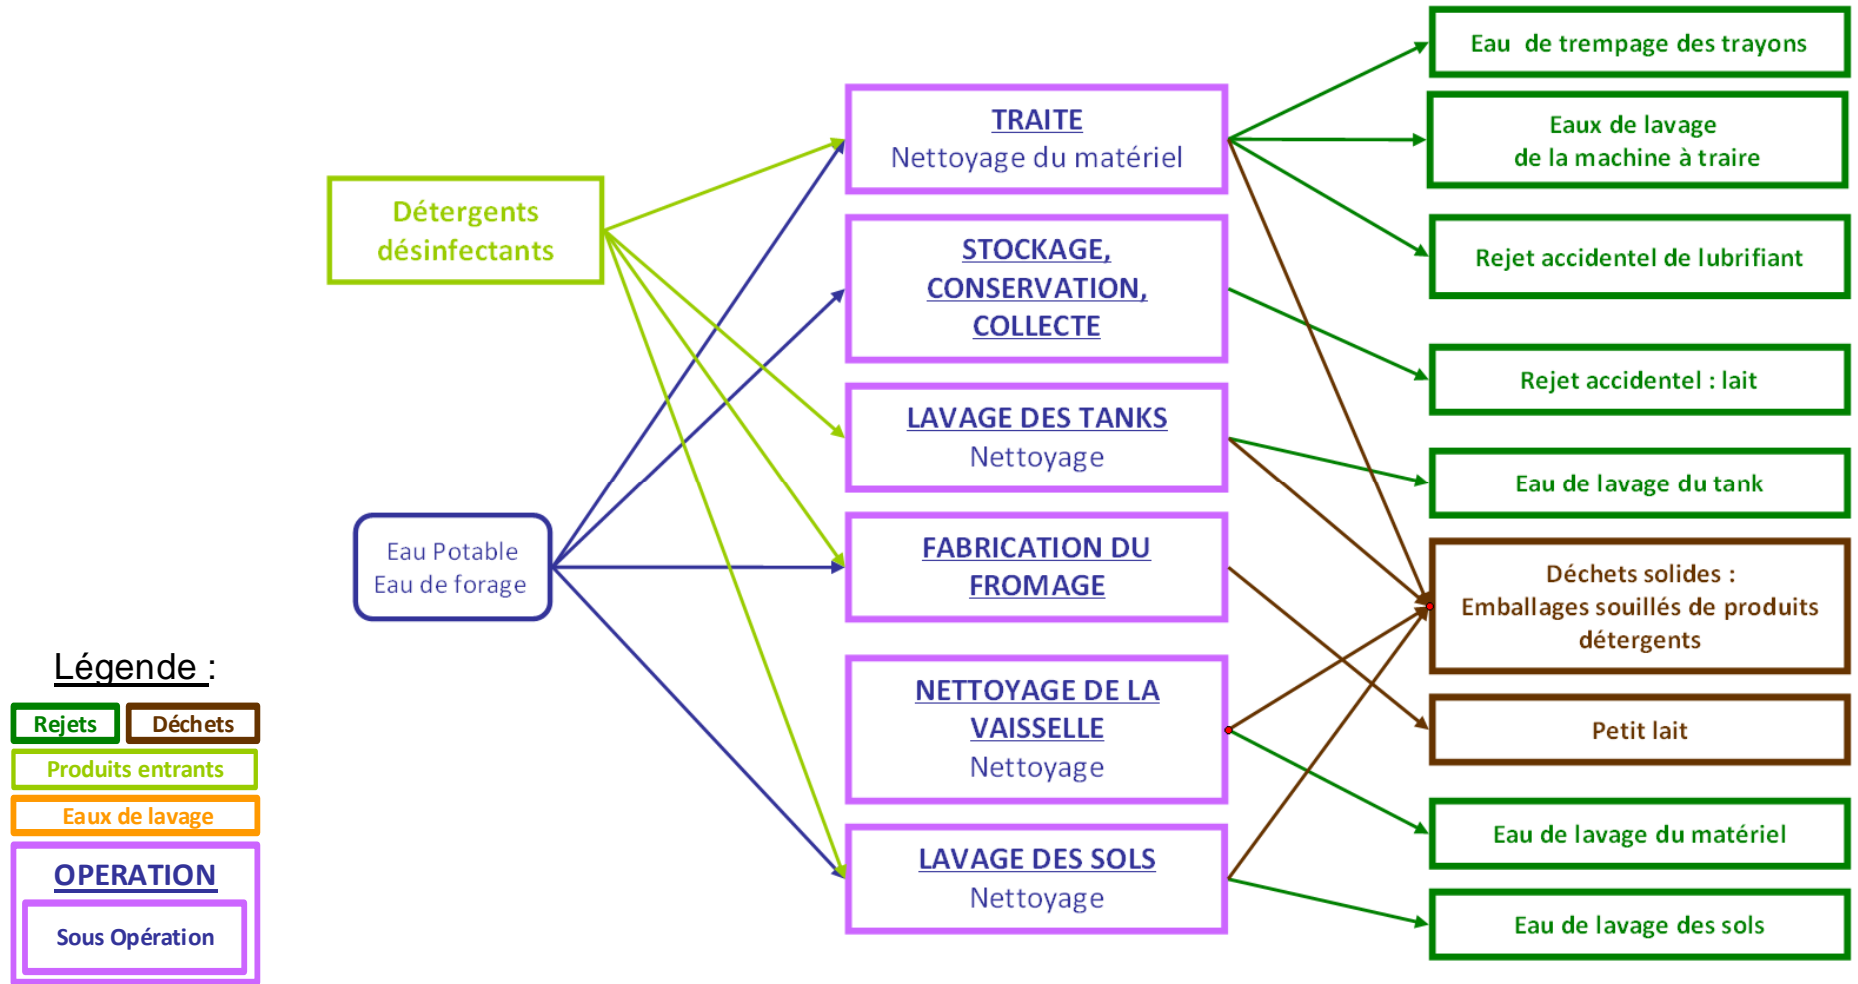 Détergents
désinfectants
Eau Potable
Eau de forage
TRAITE
Nettoyage du matériel
STOCKAGE,
CONSERVATION,
COLLECTE
LAVAGE DES TANKS
Nettoyage
FABRICATION DU
FROMAGE
NETTOYAGE DE LA
VAISSELLE
Nettoyage
LAVAGE DES SOLS
Nettoyage
Eau de trempage des trayons
Eaux de lavage
de la machine à traire
Rejet accidentel de lubrifiant
Rejet accidentel : lait
Eau de lavage du tank
Déchets solides :
Emballages souillés de produits
détergents
Petit lait
Eau de lavage du matériel
Eau de lavage des sols
Légende :
Rejets
Déchets
Produits entrants
Eaux de lavage
OPERATION
Sous Opération